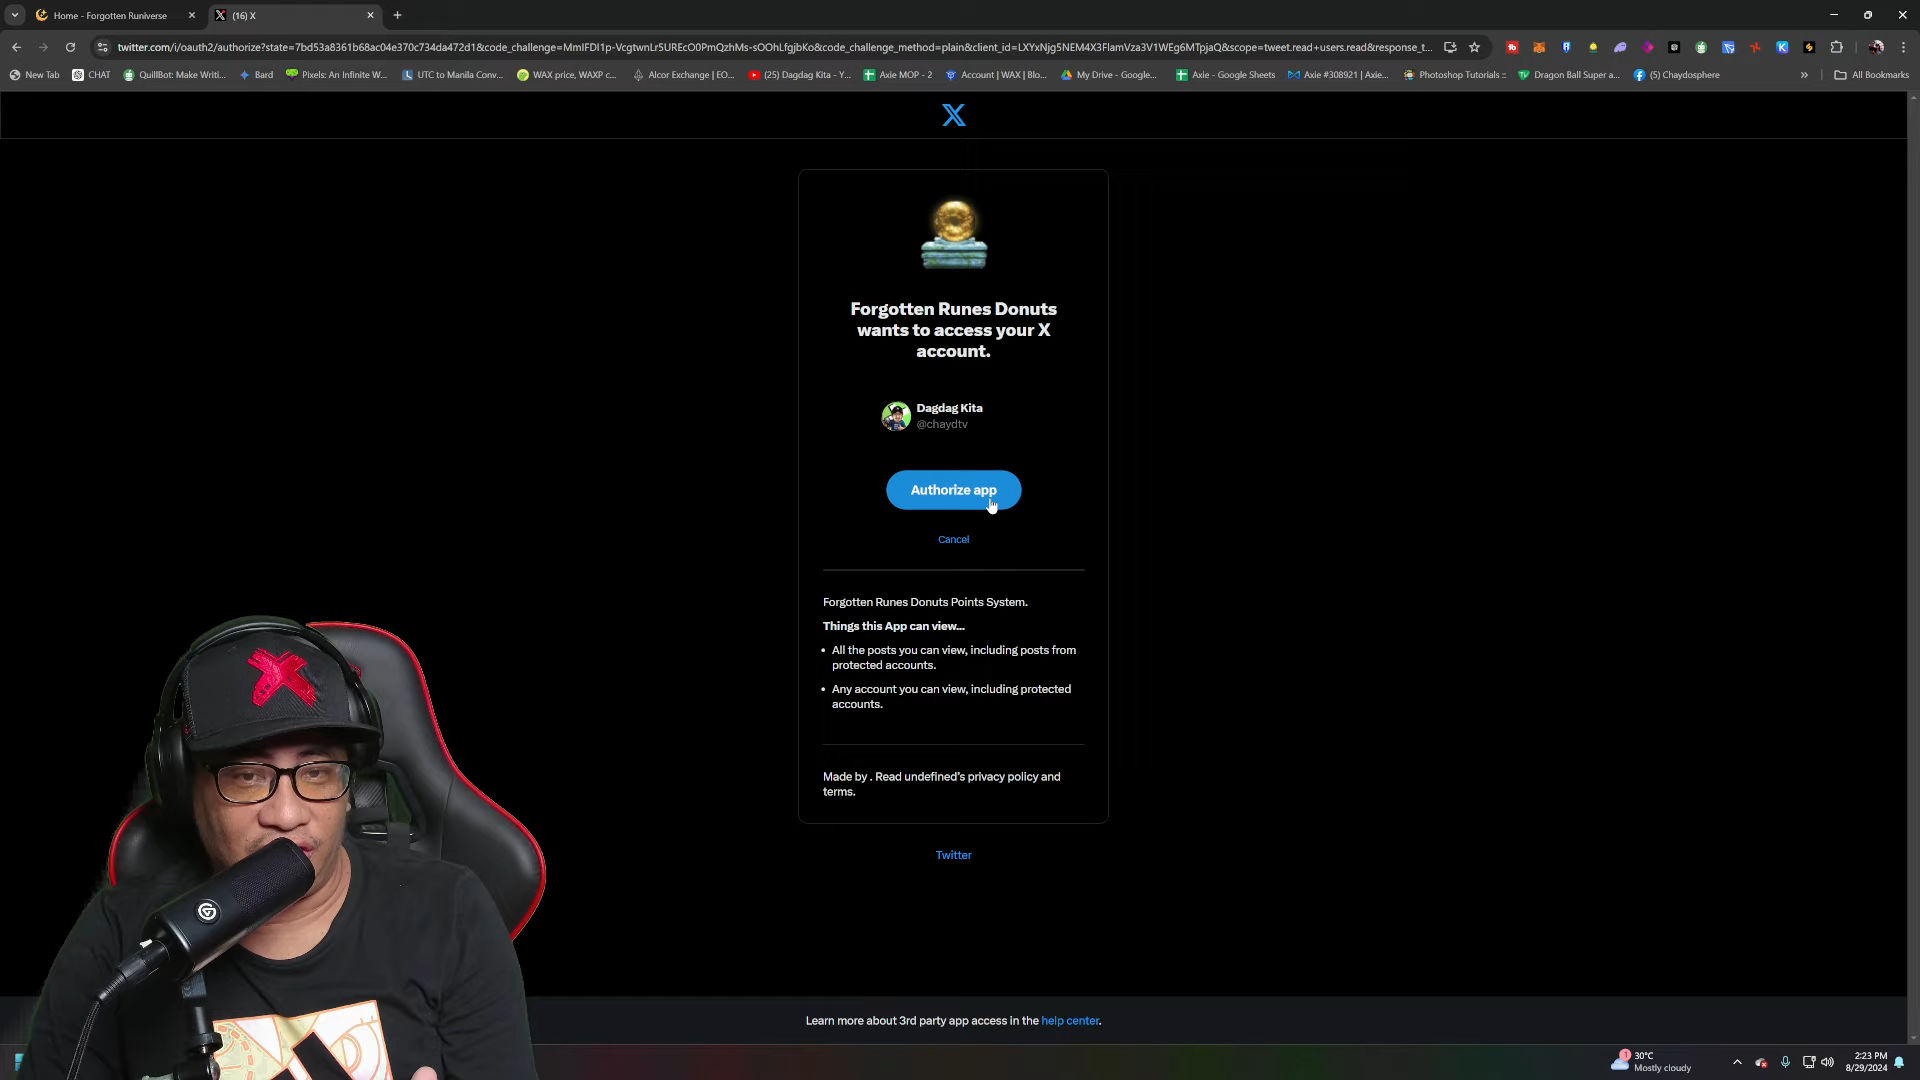 Home - Forgotten Runiverse
(16) X
twitter.com/i/oauth2/authorize?state=7bd53a8361b68ac04e370c734da472d1&code_challenge=MmIFDI1p-VcgtwnLr5UREcO0PmQzhMs-sOOhLfgjbKo&code_challenge_method=plain&client_id=LXYxNjg5NEM4X3FlamVza3V1WEg6MTpjaQ&scope=tweet.read+users.read&response_t...
New Tab
CHAT
QuillBot: Make Writi...
Bard
Pixels: An Infinite W...
UTC to Manila Conv...
WAX price, WAXP c...
Alcor Exchange | EO...
(25) Dagdag Kita - Y...
Axie MOP - 2
Account | WAX | Blo...
My Drive - Google...
Axie - Google Sheets
Axie #308921 | Axie...
Photoshop Tutorials ::
Dragon Ball Super a...
(5) Chaydosphere
All Bookmarks
Forgotten Runes Donuts
wants to access your X
account.
Dagdag Kita
@chaydtv
Authorize app
Cancel
Forgotten Runes Donuts Points System.
Things this App can view...
• All the posts you can view, including posts from
protected accounts.
• Any account you can view, including protected
accounts.
Made by . Read undefined's privacy policy and
terms.
Twitter
Learn more about 3rd party app access in the help center.
1
30°C
Mostly cloudy
2:23 PM
8/29/2024